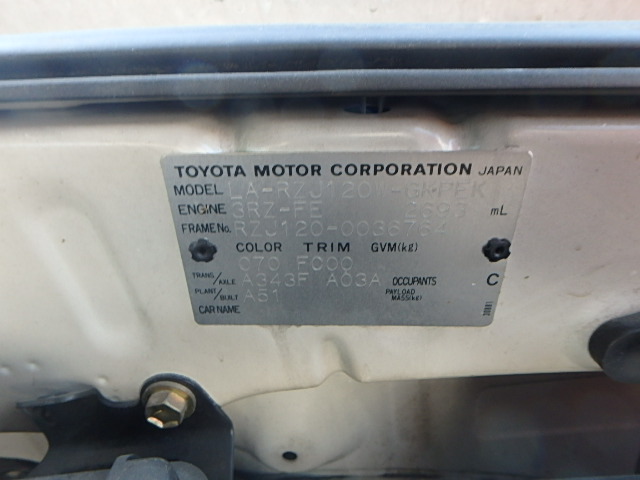 TOYOTA MOTOR CORPORATION JAPAN
MODEL LA-RZJ120W-GKPEK
ENGINE 3RZ-FE 2693 mL
FRAME No. RZJ120-0036754
COLOR TRIM GVM(kg)
070 FC00
TRANS/AXLE A343F A03A OCCUPANTS C
PLANT/BUILT A51 PAYLOAD MASS(kg)
CAR NAME